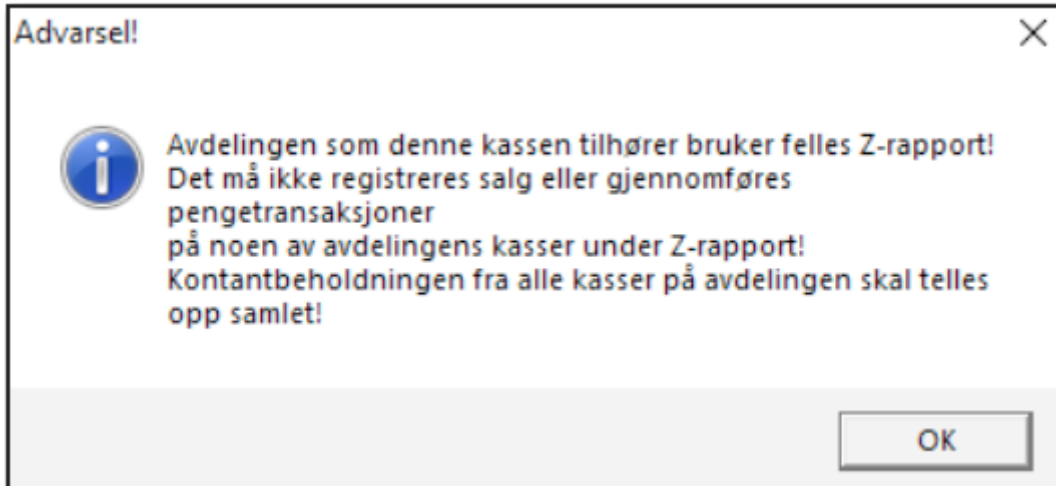 Advarsel!
Avdelingen som denne kassen tilhører bruker felles Z-rapport!
Det må ikke registreres salg eller gjennomføres
pengetransaksjoner
på noen av avdelingens kasser under Z-rapport!
Kontantbeholdningen fra alle kasser på avdelingen skal telles
opp samlet!
OK